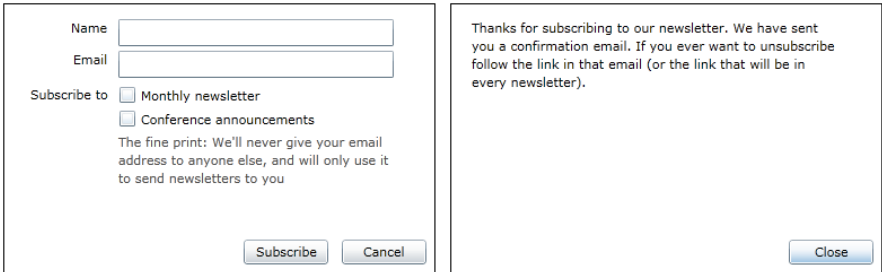 Name
Email
Subscribe to
Monthly newsletter
Conference announcements
The fine print: We'll never give your email
address to anyone else, and will only use it
to send newsletters to you
Subscribe
Cancel
Thanks for subscribing to our newsletter. We have sent
you a confirmation email. If you ever want to unsubscribe
follow the link in that email (or the link that will be in
every newsletter).
Close